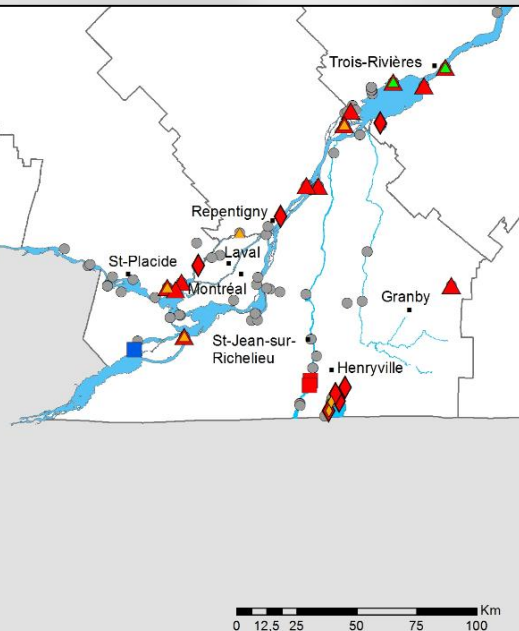 Trois-Rivières
Repentigny
Laval
St-Placide
Montréal
Granby
St-Jean-sur-
Richelieu
Henryville
Km
0 12,5 25 50 75 100